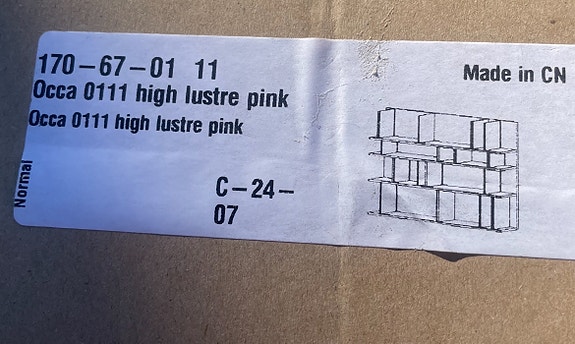 170-67-01 11
Occa 0111 high lustre pink
Occa 0111 high lustre pink
Made in CN
Normal
C-24-
07